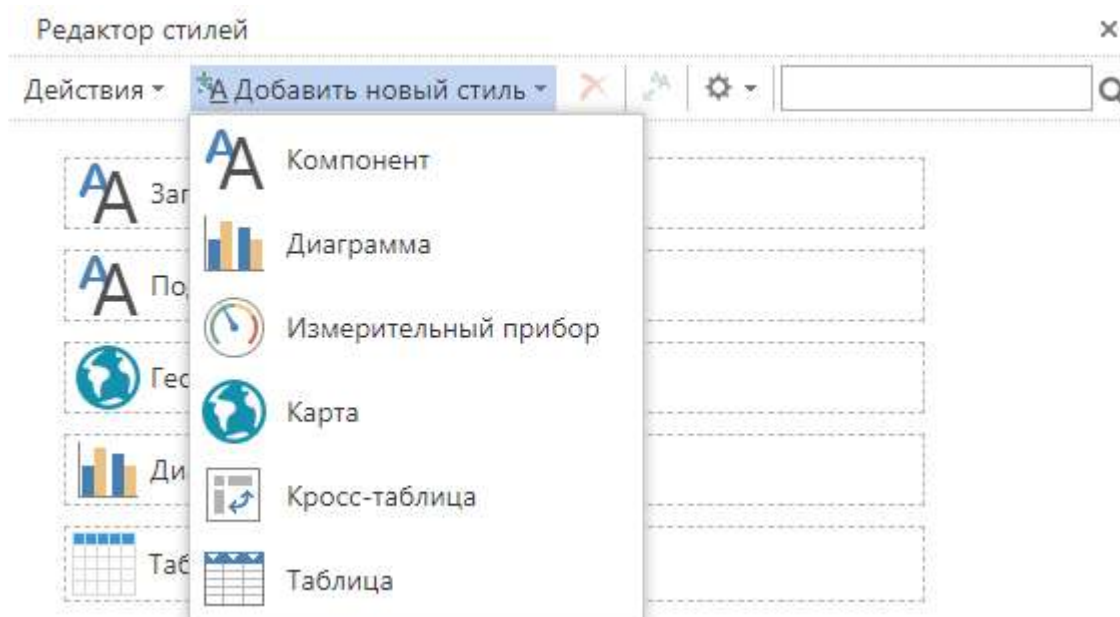 Редактор стилей
Действия Добавить новый стиль
Компонент
Диаграмма
Измерительный прибор
Карта
Кросс-таблица
Таблица